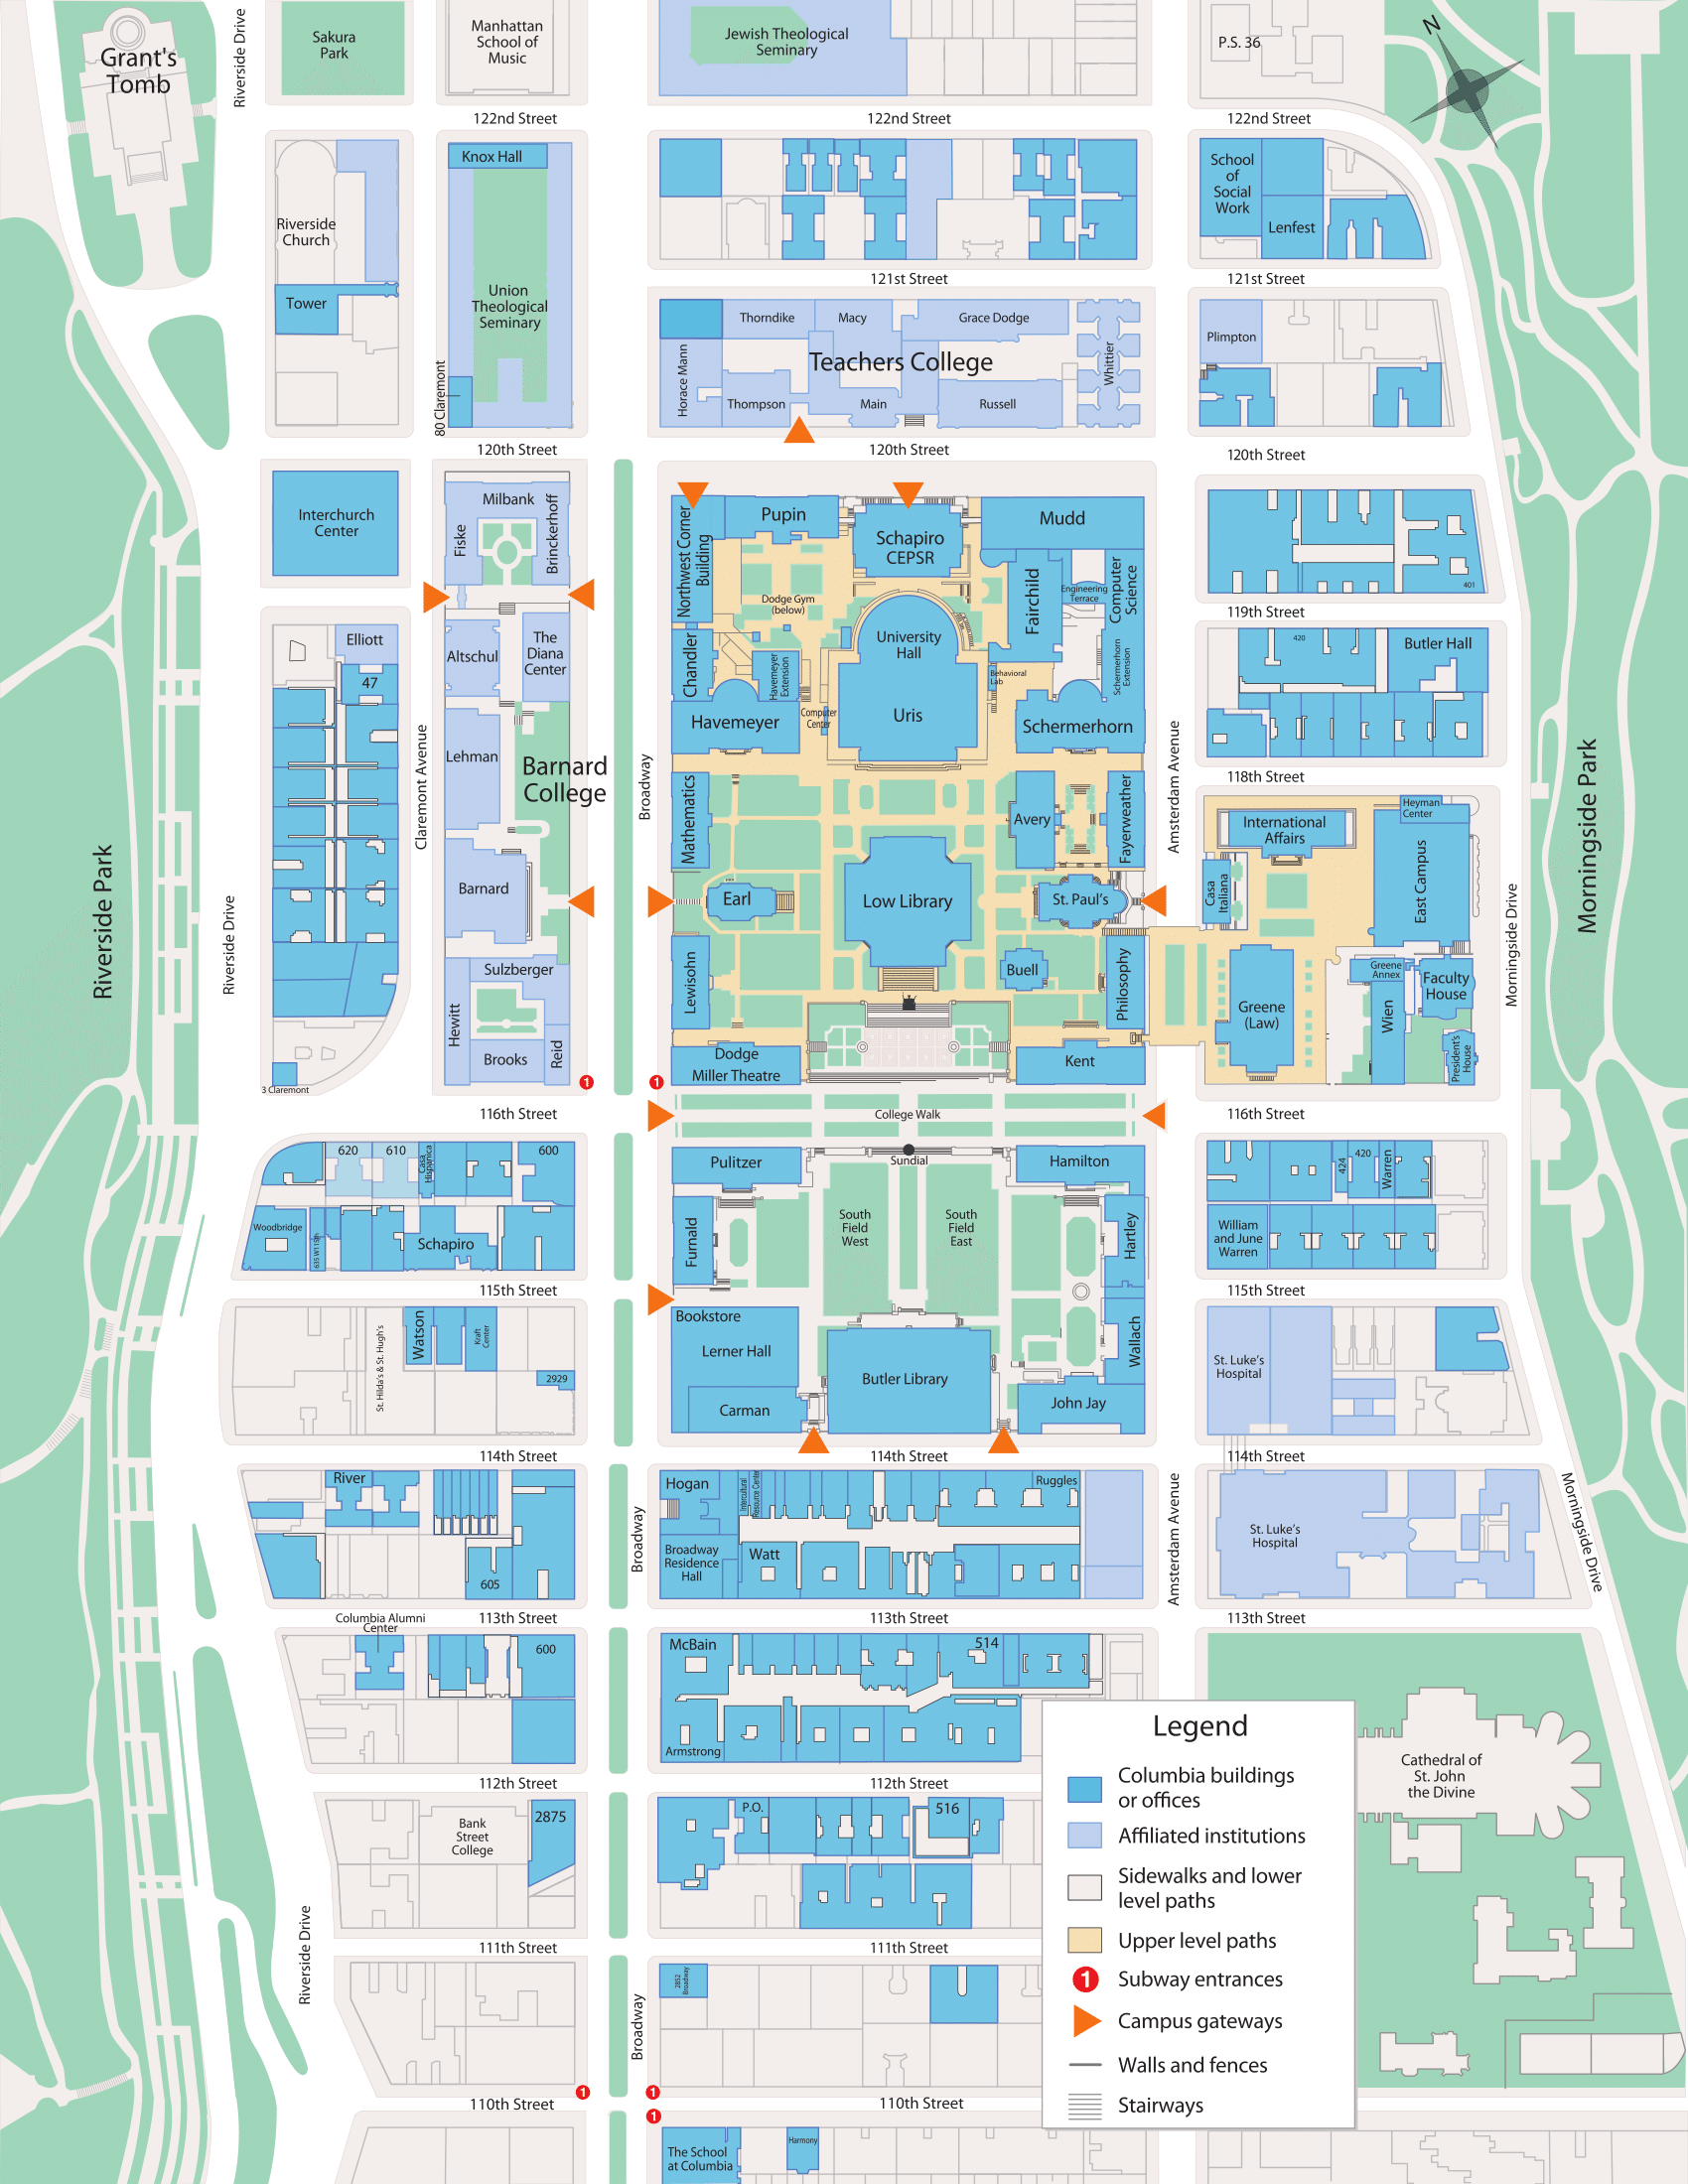 Grant's
Tomb
Riverside Drive
Sakura
Park
Manhattan
School of
Music
Jewish Theological
Seminary
P.S. 36
N
122nd Street
122nd Street
122nd Street
Riverside
Church
Tower
Knox Hall
Union
Theological
Seminary
80 Claremont
School
of
Social
Work
Lenfest
121st Street
121st Street
Thorndike
Macy
Grace Dodge
Horace Mann
Teachers College
Whittier
Thompson
Main
Russell
Plimpton
120th Street
120th Street
120th Street
Interchurch
Center
Milbank
Fiske
Brinckerhoff
Northwest Corner
Building
Pupin
Schapiro
CEPSR
Mudd
Dodge Gym
(below)
Fairchild
Engineering
Terrace
Computer
Science
401
119th Street
Elliott
47
Altschul
The
Diana
Center
Chandler
Havemeyer
Extension
University
Hall
Uris
Behavioral
Lab
Schermerhorn
Extension
420
Butler Hall
Havemeyer
Computer
Center
Schermerhorn
Claremont Avenue
Lehman
Barnard
College
Broadway
Amsterdam Avenue
118th Street
Riverside Park
Morningside Park
Mathematics
Avery
Fayerweather
International
Affairs
Heyman
Center
East Campus
Casa
Italiana
Barnard
Earl
Low Library
St. Paul's
Riverside Drive
Morningside Drive
Sulzberger
Hewitt
Brooks
Reid
Lewisohn
Buell
Philosophy
Greene
(Law)
Greene
Annex
Wien
Faculty
House
President's
House
Dodge
Miller Theatre
Kent
3 Claremont
1
1
116th Street
College Walk
116th Street
620
610
Casa
Hispanica
600
Pulitzer
Sundial
Hamilton
424
420
Warren
Woodbridge
635 W115th
Schapiro
Furnald
South
Field
West
South
Field
East
Hartley
William
and June
Warren
115th Street
115th Street
St. Hilda's & St. Hugh's
Watson
Kraft
Center
2929
Bookstore
Lerner Hall
Carman
Butler Library
Wallach
John Jay
St. Luke's
Hospital
114th Street
114th Street
114th Street
River
605
Broadway
Hogan
Intercultural
Resource Center
Ruggles
Broadway
Residence
Hall
Watt
Amsterdam Avenue
St. Luke's
Hospital
Morningside Drive
113th Street
113th Street
113th Street
Columbia Alumni
Center
600
McBain
514
Armstrong
112th Street
112th Street
Cathedral of
St. John
the Divine
Bank
Street
College
2875
P.O.
516
Riverside Drive
111th Street
111th Street
Broadway
2852
Broadway
1
1
1
110th Street
110th Street
The School
at Columbia
Harmony
Legend
Columbia buildings
or offices
Affiliated institutions
Sidewalks and lower
level paths
Upper level paths
1
Subway entrances
Campus gateways
Walls and fences
Stairways